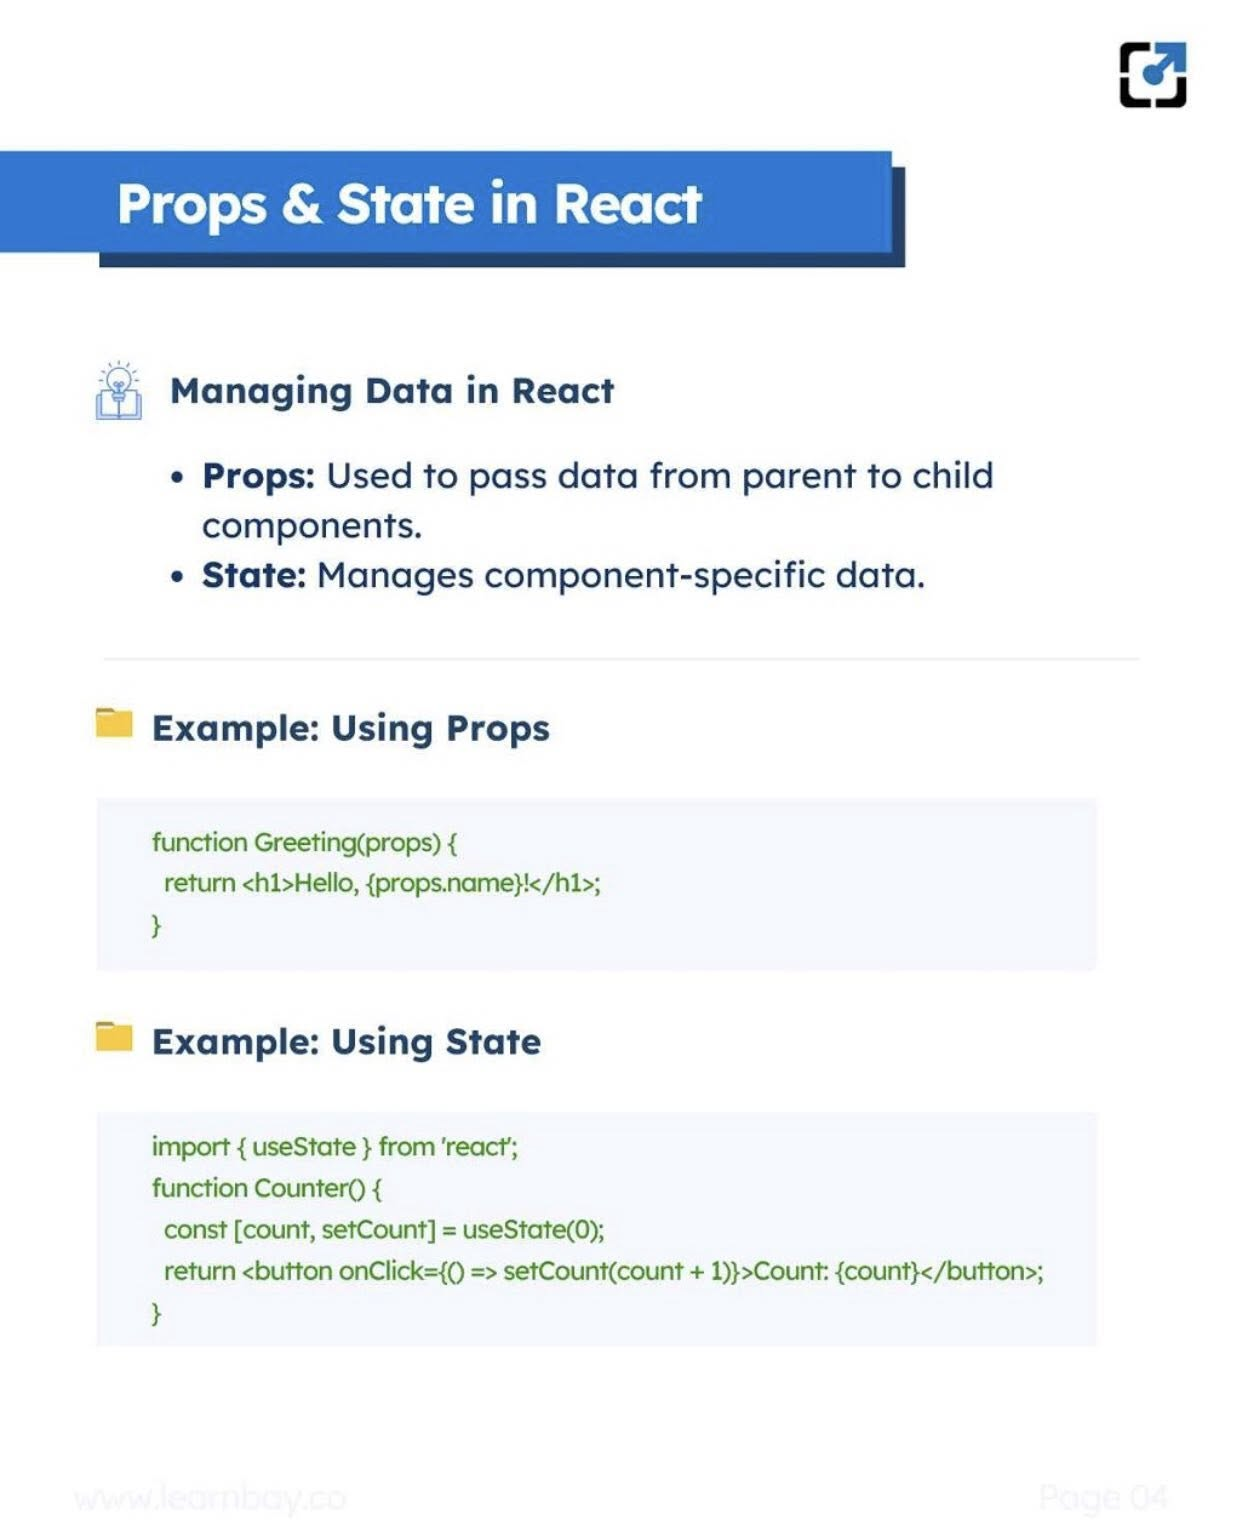 Props & State in React
Managing Data in React
• Props: Used to pass data from parent to child
components.
• State: Manages component-specific data.
Example: Using Props
function Greeting(props) {
  return <h1>Hello, {props.name}!</h1>;
}
Example: Using State
import { useState } from 'react';
function Counter() {
  const [count, setCount] = useState(0);
  return <button onClick={() => setCount(count + 1)}>Count: {count}</button>;
}
www.learnbay.co
Page 04